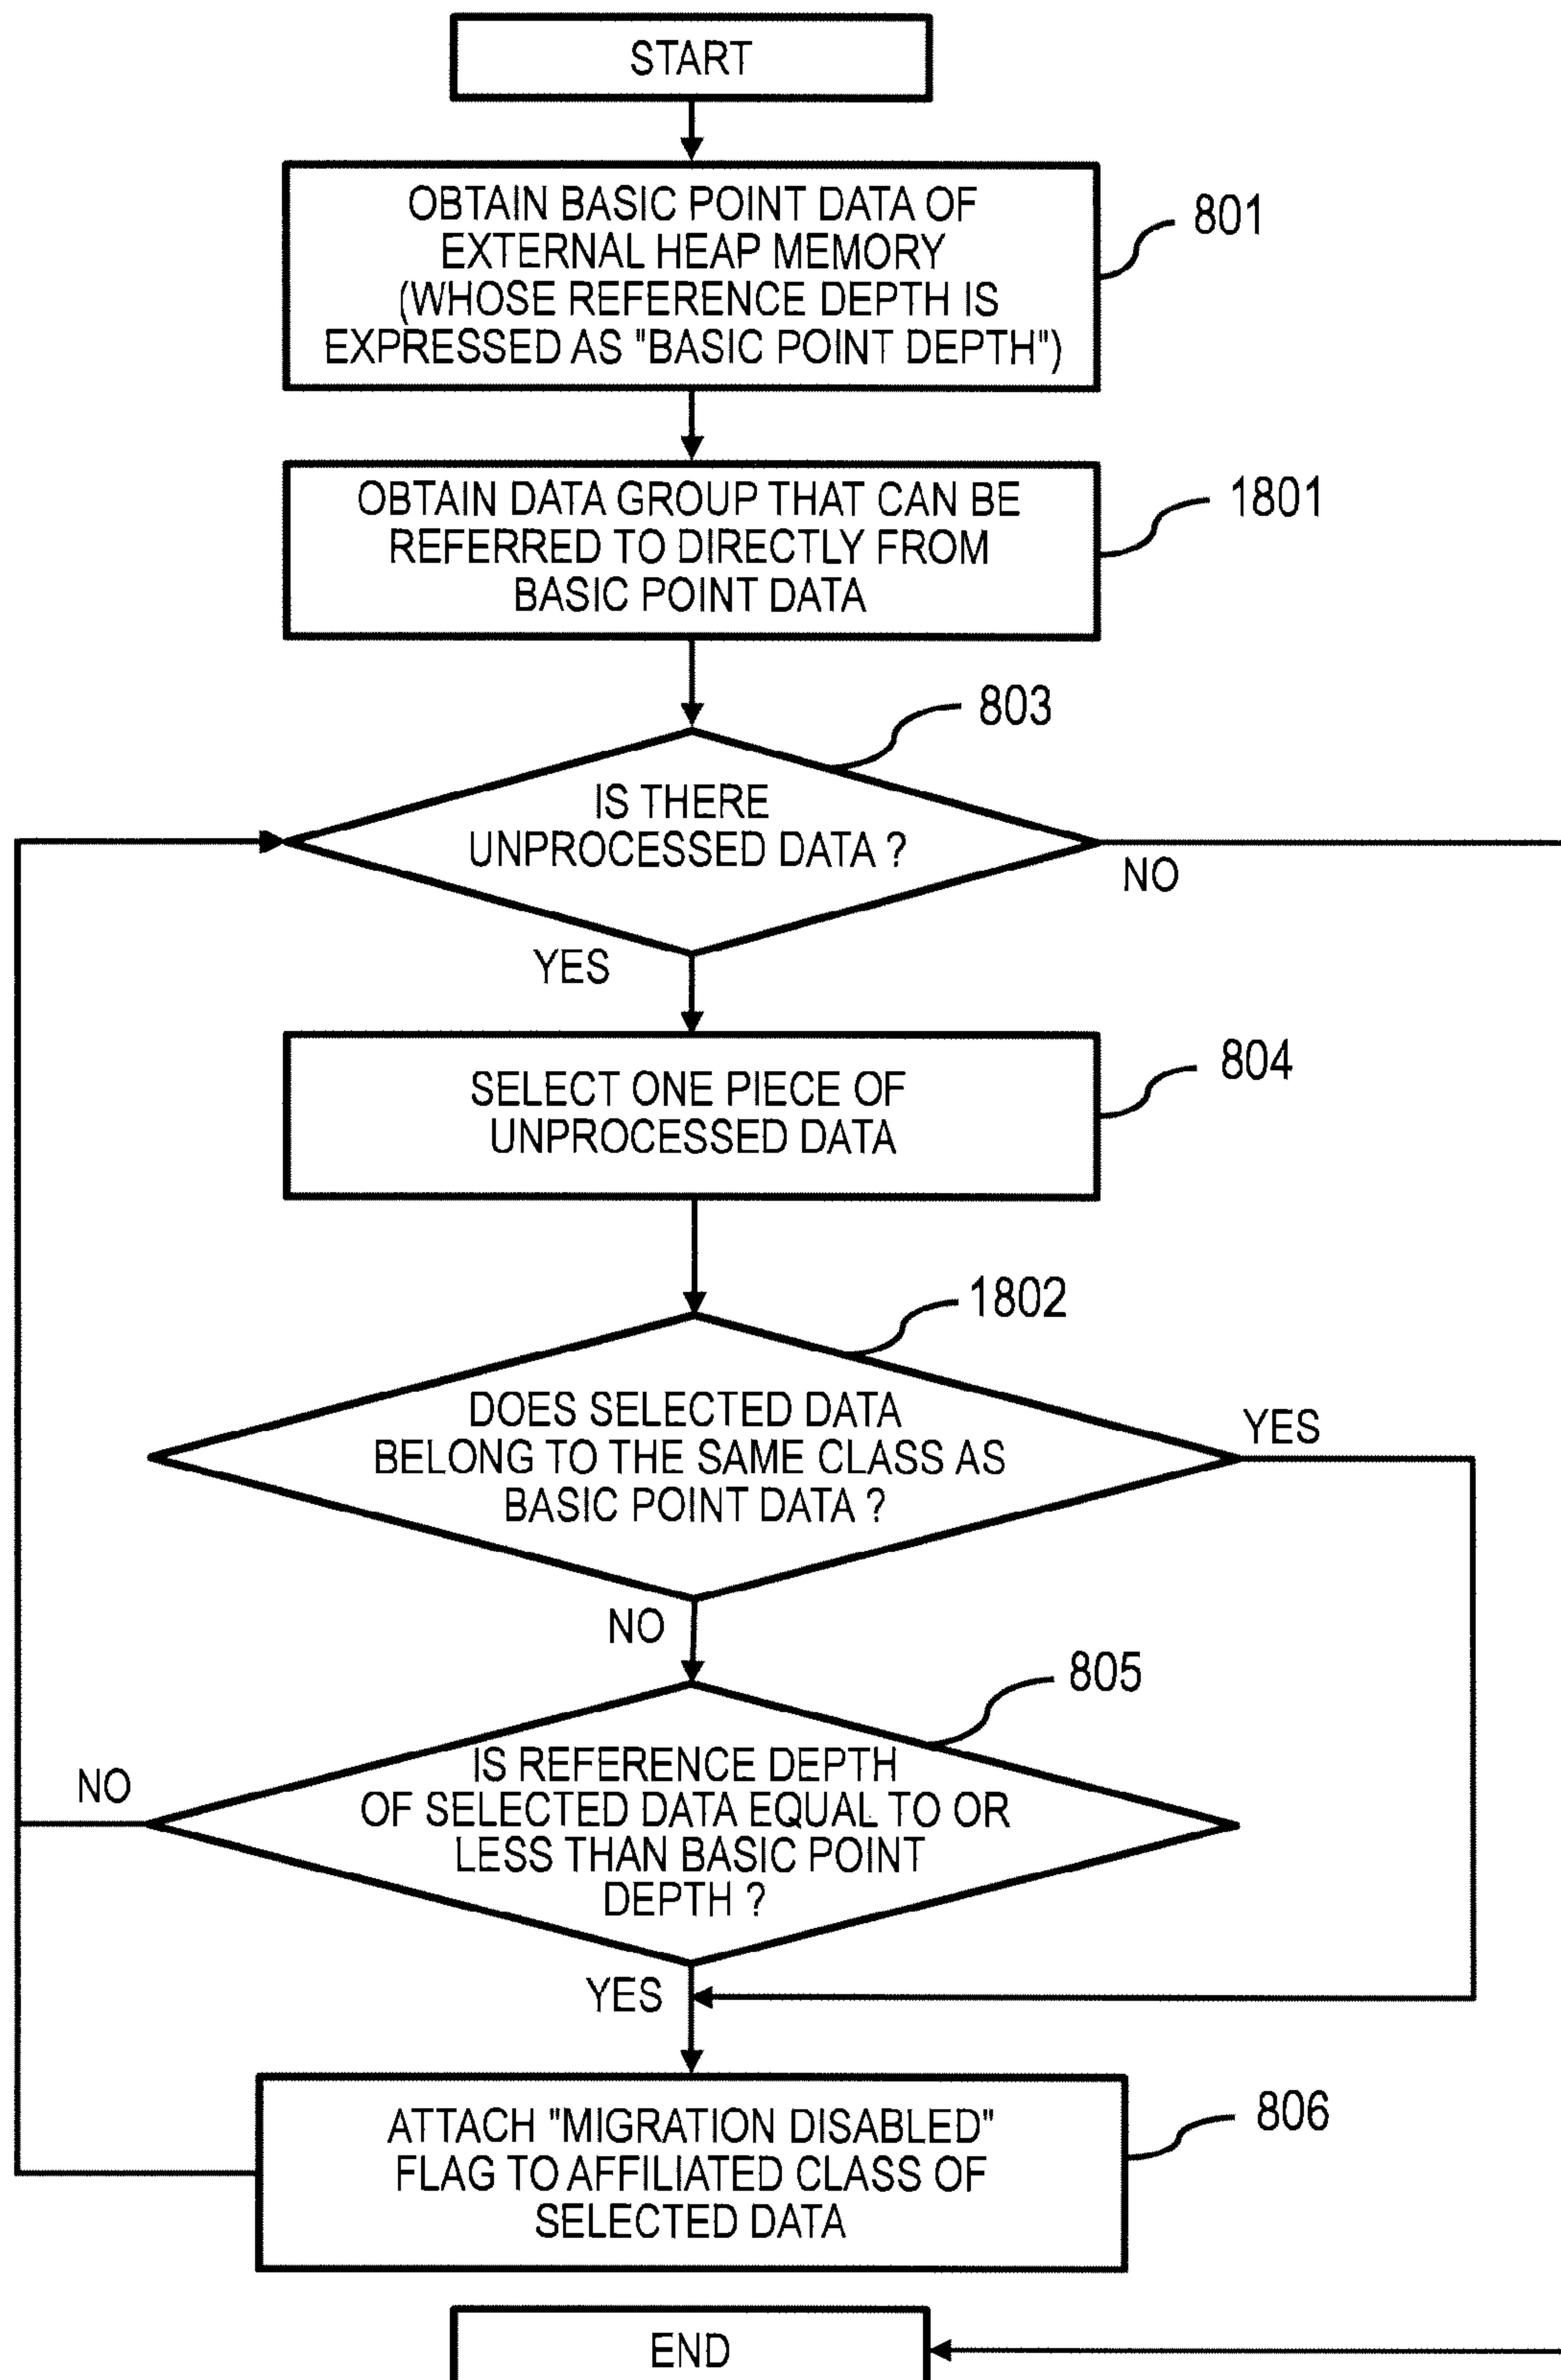 START
OBTAIN BASIC POINT DATA OF
EXTERNAL HEAP MEMORY
(WHOSE REFERENCE DEPTH IS
EXPRESSED AS "BASIC POINT DEPTH")
801
OBTAIN DATA GROUP THAT CAN BE
REFERRED TO DIRECTLY FROM
BASIC POINT DATA
1801
803
IS THERE
UNPROCESSED DATA ?
NO
YES
SELECT ONE PIECE OF
UNPROCESSED DATA
804
1802
DOES SELECTED DATA
BELONG TO THE SAME CLASS AS
BASIC POINT DATA ?
YES
NO
805
IS REFERENCE DEPTH
OF SELECTED DATA EQUAL TO OR
LESS THAN BASIC POINT
DEPTH ?
NO
YES
ATTACH "MIGRATION DISABLED"
FLAG TO AFFILIATED CLASS OF
SELECTED DATA
806
END